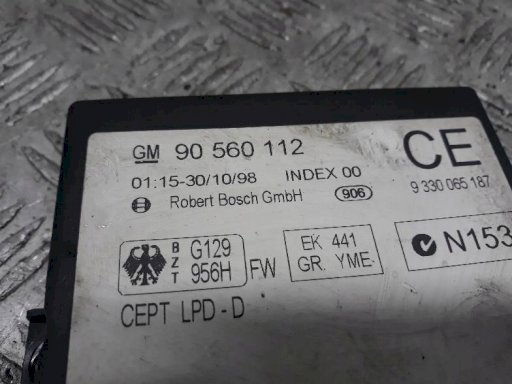 GM 90 560 112
01:15-30/10/98 INDEX 00
Robert Bosch GmbH 906
CE
9 330 065 187
BZT G129 956H FW
EK 441
GR. YME-
N153
CEPT LPD-D